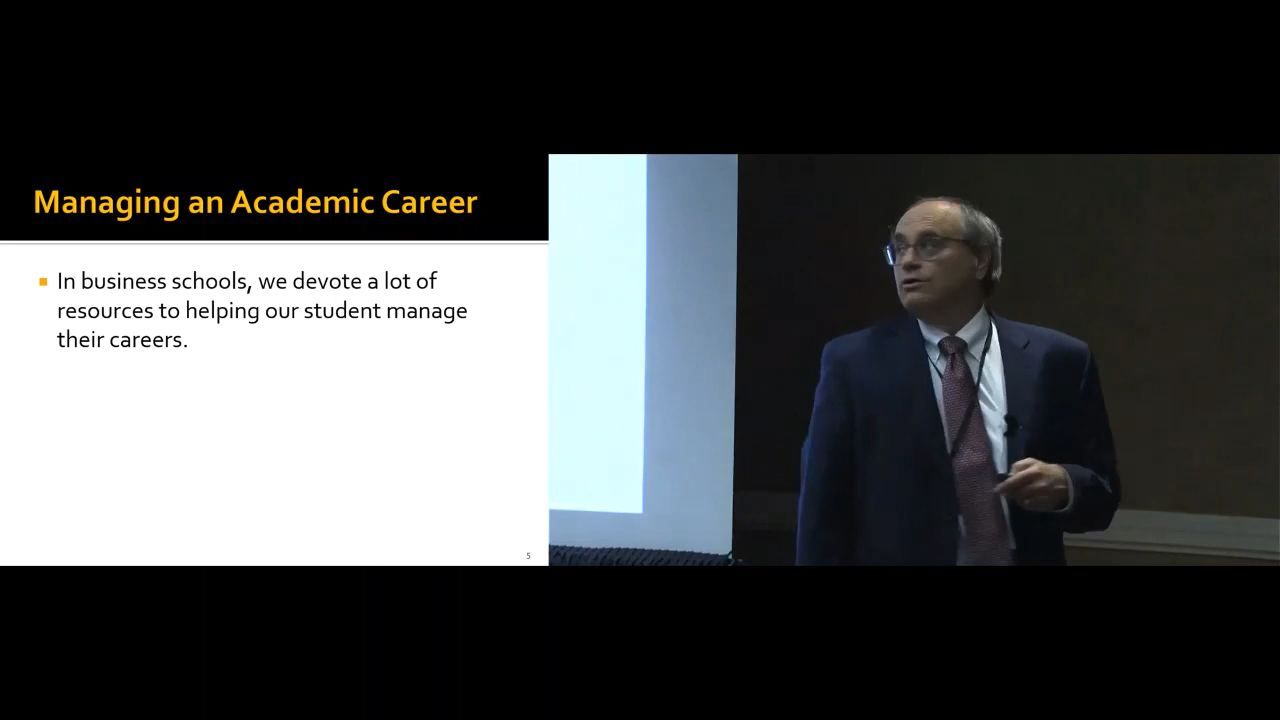 Managing an Academic Career
In business schools, we devote a lot of
resources to helping our student manage
their careers.
5